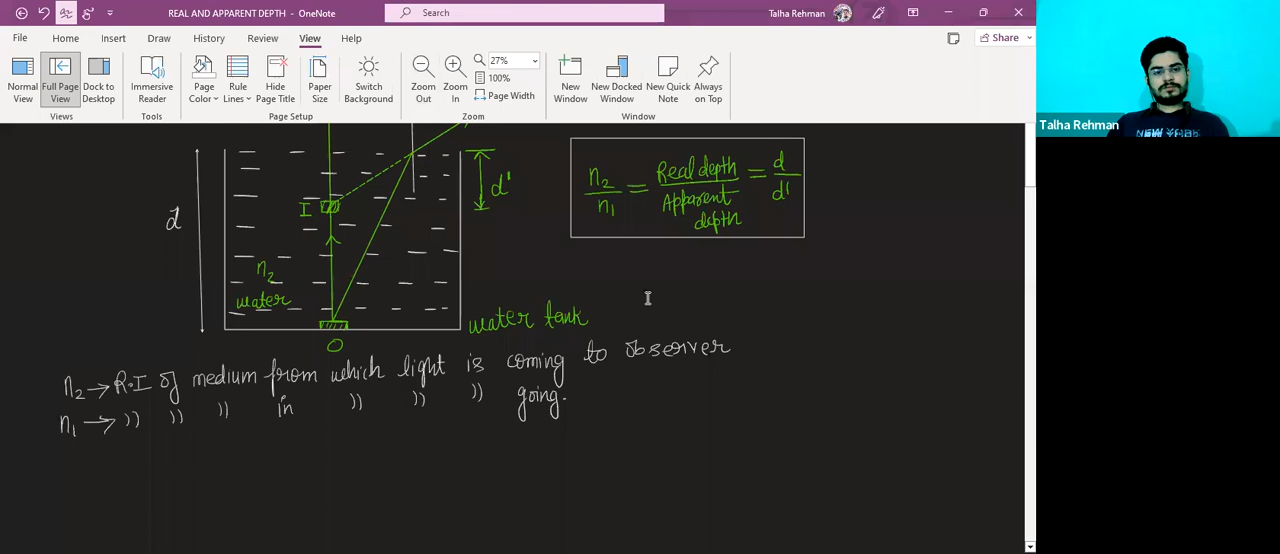 REAL AND APPARENT DEPTH - OneNote
Search
Talha Rehman
File Home Insert Draw History Review View Help
Share
Normal View
Full Page View
Dock to Desktop
Immersive Reader
Page Color
Rule Lines
Hide Page Title
Paper Size
Switch Background
Zoom Out
Zoom In
27%
100%
Page Width
New Window
New Docked Window
New Quick Note
Always on Top
Views
Tools
Page Setup
Zoom
Window
Talha Rehman
NEW YORK
d
I
d'
n₂/n₁ = Real depth/Apparent depth = d/d'
n₂
water
water tank
O
n₂ → R.I of medium from which light is coming to observer
n₁ → " " " in " " " going.